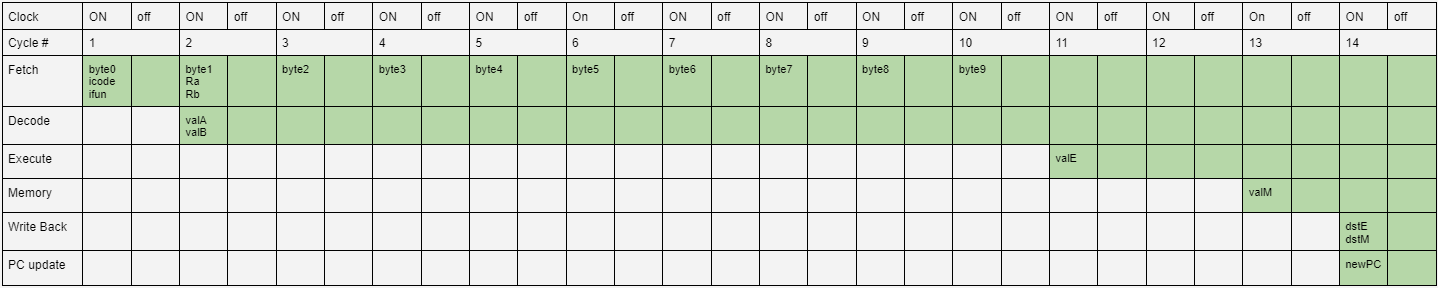 Clock ON off ON off ON off ON off ON off On off ON off ON off ON off ON off ON off ON off On off ON off
Cycle # 1 2 3 4 5 6 7 8 9 10 11 12 13 14
Fetch byte0 byte1 byte2 byte3 byte4 byte5 byte6 byte7 byte8 byte9
icode Ra
ifun Rb
Decode valA
valB
Execute valE
Memory valM
Write Back dstE
dstM
PC update newPC